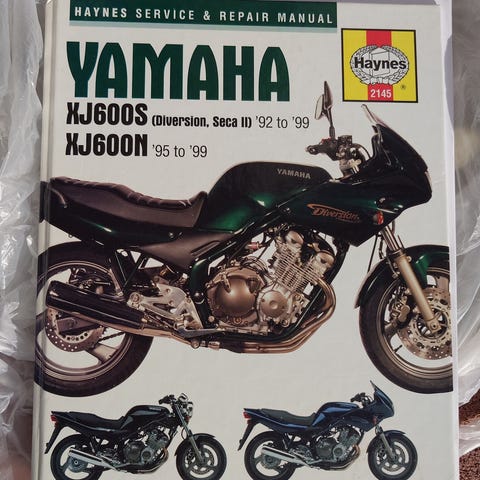 HAYNES SERVICE & REPAIR MANUAL
YAMAHA
Haynes
2145
®
XJ600S (Diversion, Seca II) '92 to '99
XJ600N '95 to '99
YAMAHA
Diversion